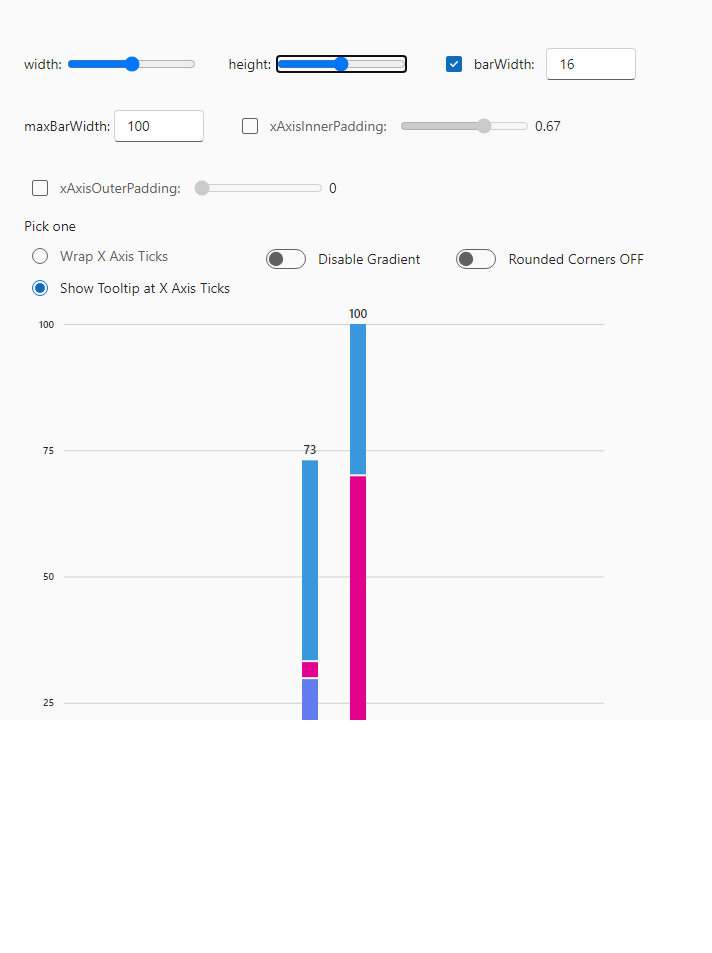 width: height: barWidth: 16
maxBarWidth: 100 xAxisInnerPadding: 0.67
xAxisOuterPadding: 0
Pick one
Wrap X Axis Ticks Disable Gradient Rounded Corners OFF
Show Tooltip at X Axis Ticks
100
100
75
73
50
25